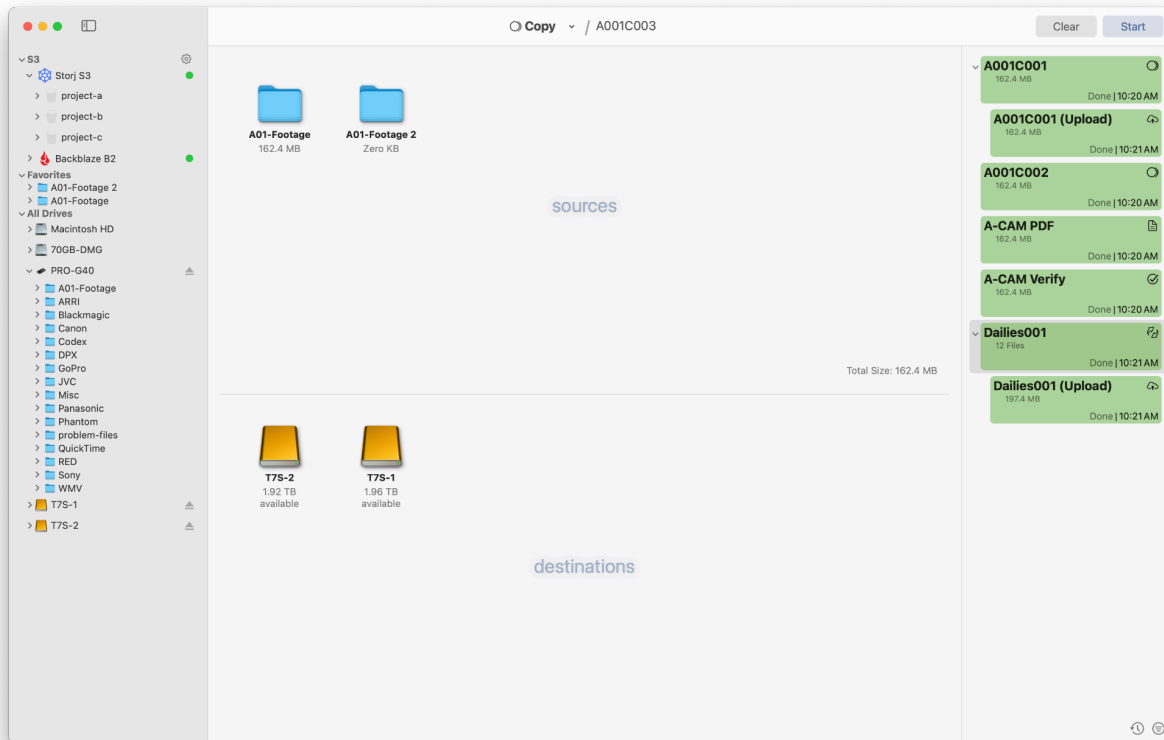 Copy / A001C003
Clear
Start
S3
Storj S3
project-a
project-b
project-c
Backblaze B2
Favorites
A01-Footage 2
A01-Footage
All Drives
Macintosh HD
70GB-DMG
PRO-G40
A01-Footage
ARRI
Blackmagic
Canon
Codex
DPX
GoPro
JVC
Misc
Panasonic
Phantom
problem-files
QuickTime
RED
Sony
WMV
T7S-1
T7S-2
A01-Footage
162.4 MB
A01-Footage 2
Zero KB
sources
Total Size: 162.4 MB
T7S-2
1.92 TB
available
T7S-1
1.96 TB
available
destinations
A001C001
162.4 MB
Done | 10:20 AM
A001C001 (Upload)
162.4 MB
Done | 10:21 AM
A001C002
162.4 MB
Done | 10:20 AM
A-CAM PDF
162.4 MB
Done | 10:20 AM
A-CAM Verify
162.4 MB
Done | 10:20 AM
Dailies001
12 Files
Done | 10:21 AM
Dailies001 (Upload)
197.4 MB
Done | 10:21 AM